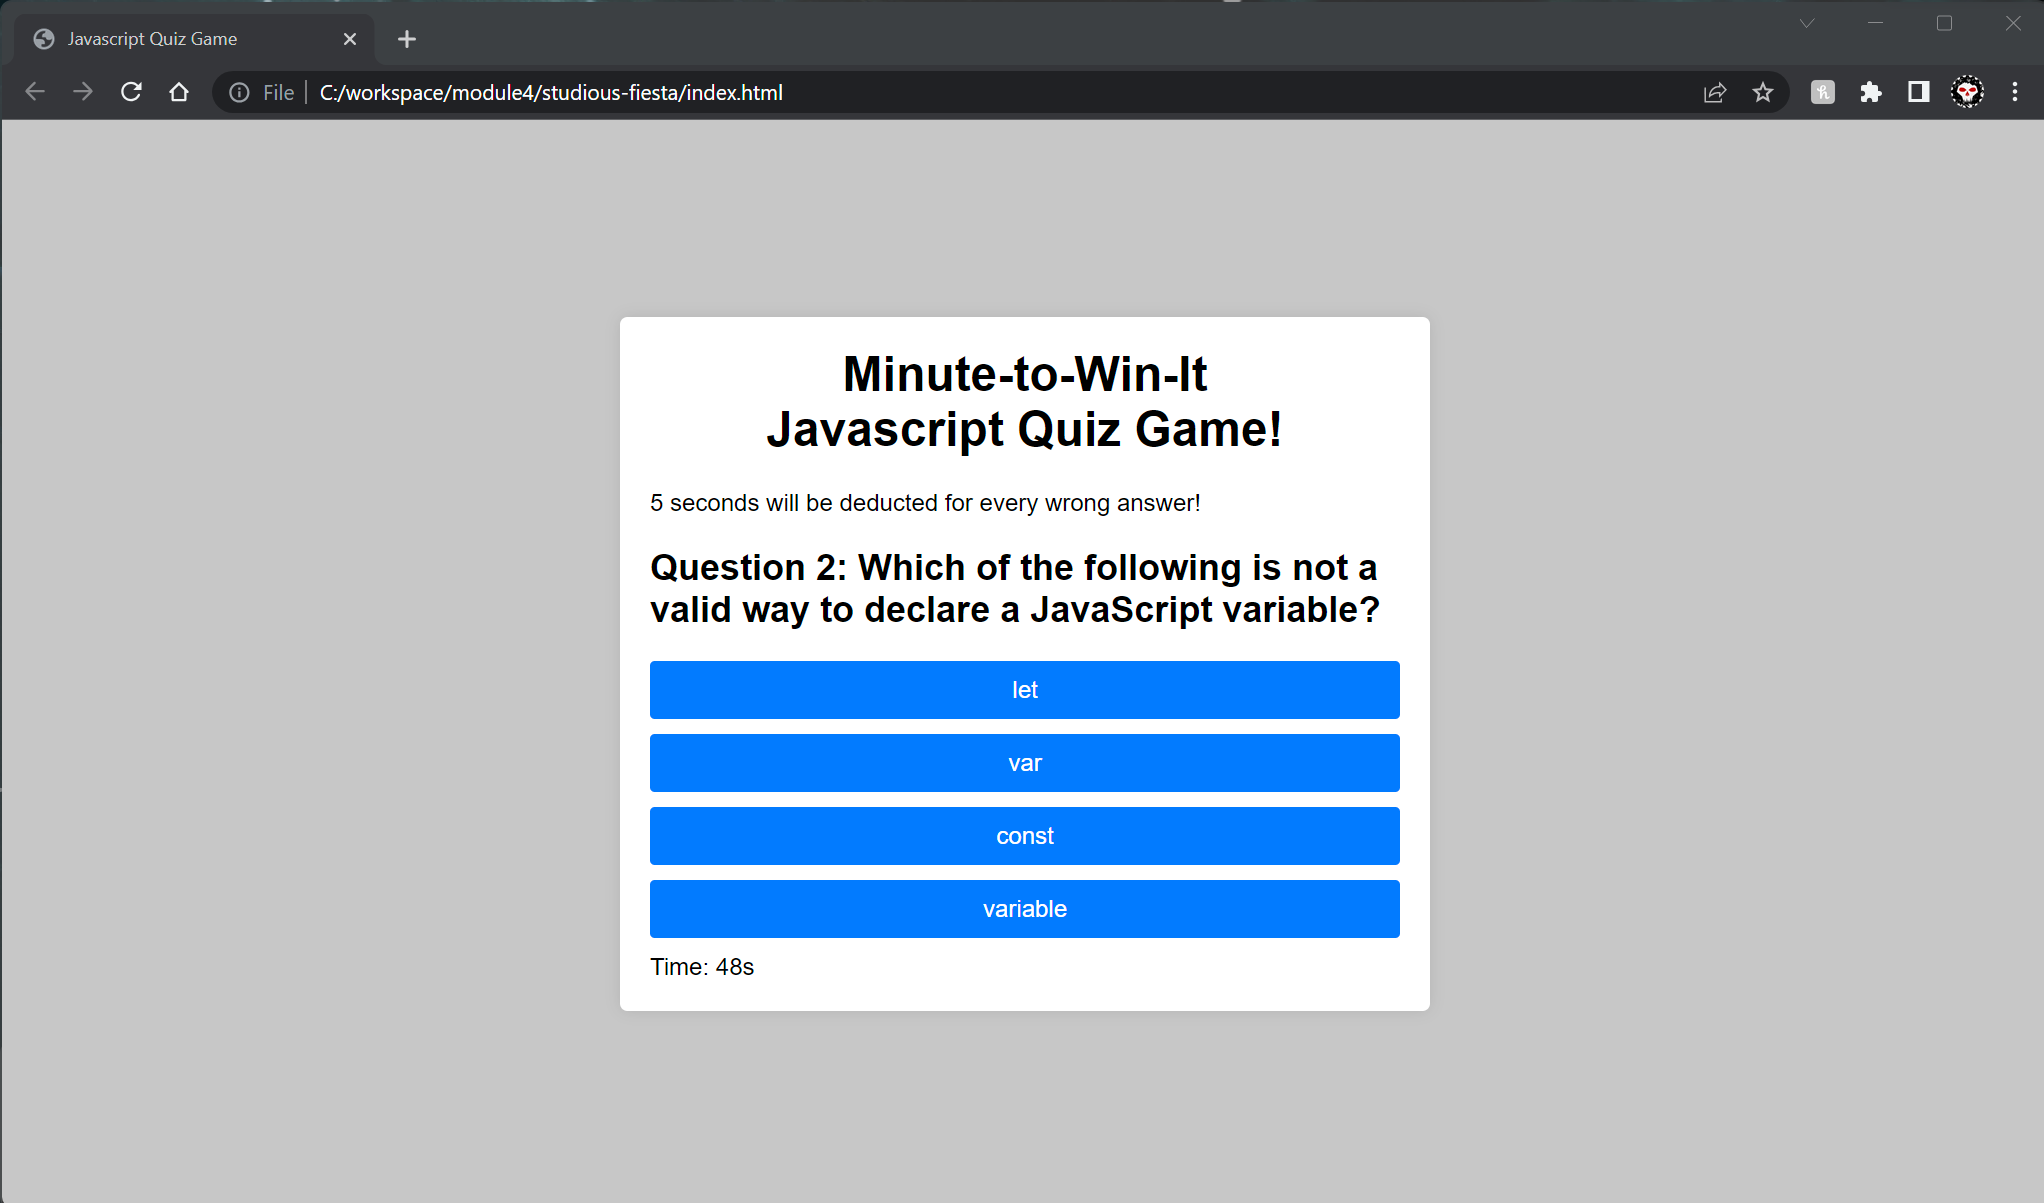 Javascript Quiz Game
File
C:/workspace/module4/studious-fiesta/index.html
Minute-to-Win-It
Javascript Quiz Game!
5 seconds will be deducted for every wrong answer!
Question 2: Which of the following is not a
valid way to declare a JavaScript variable?
let
var
const
variable
Time: 48s